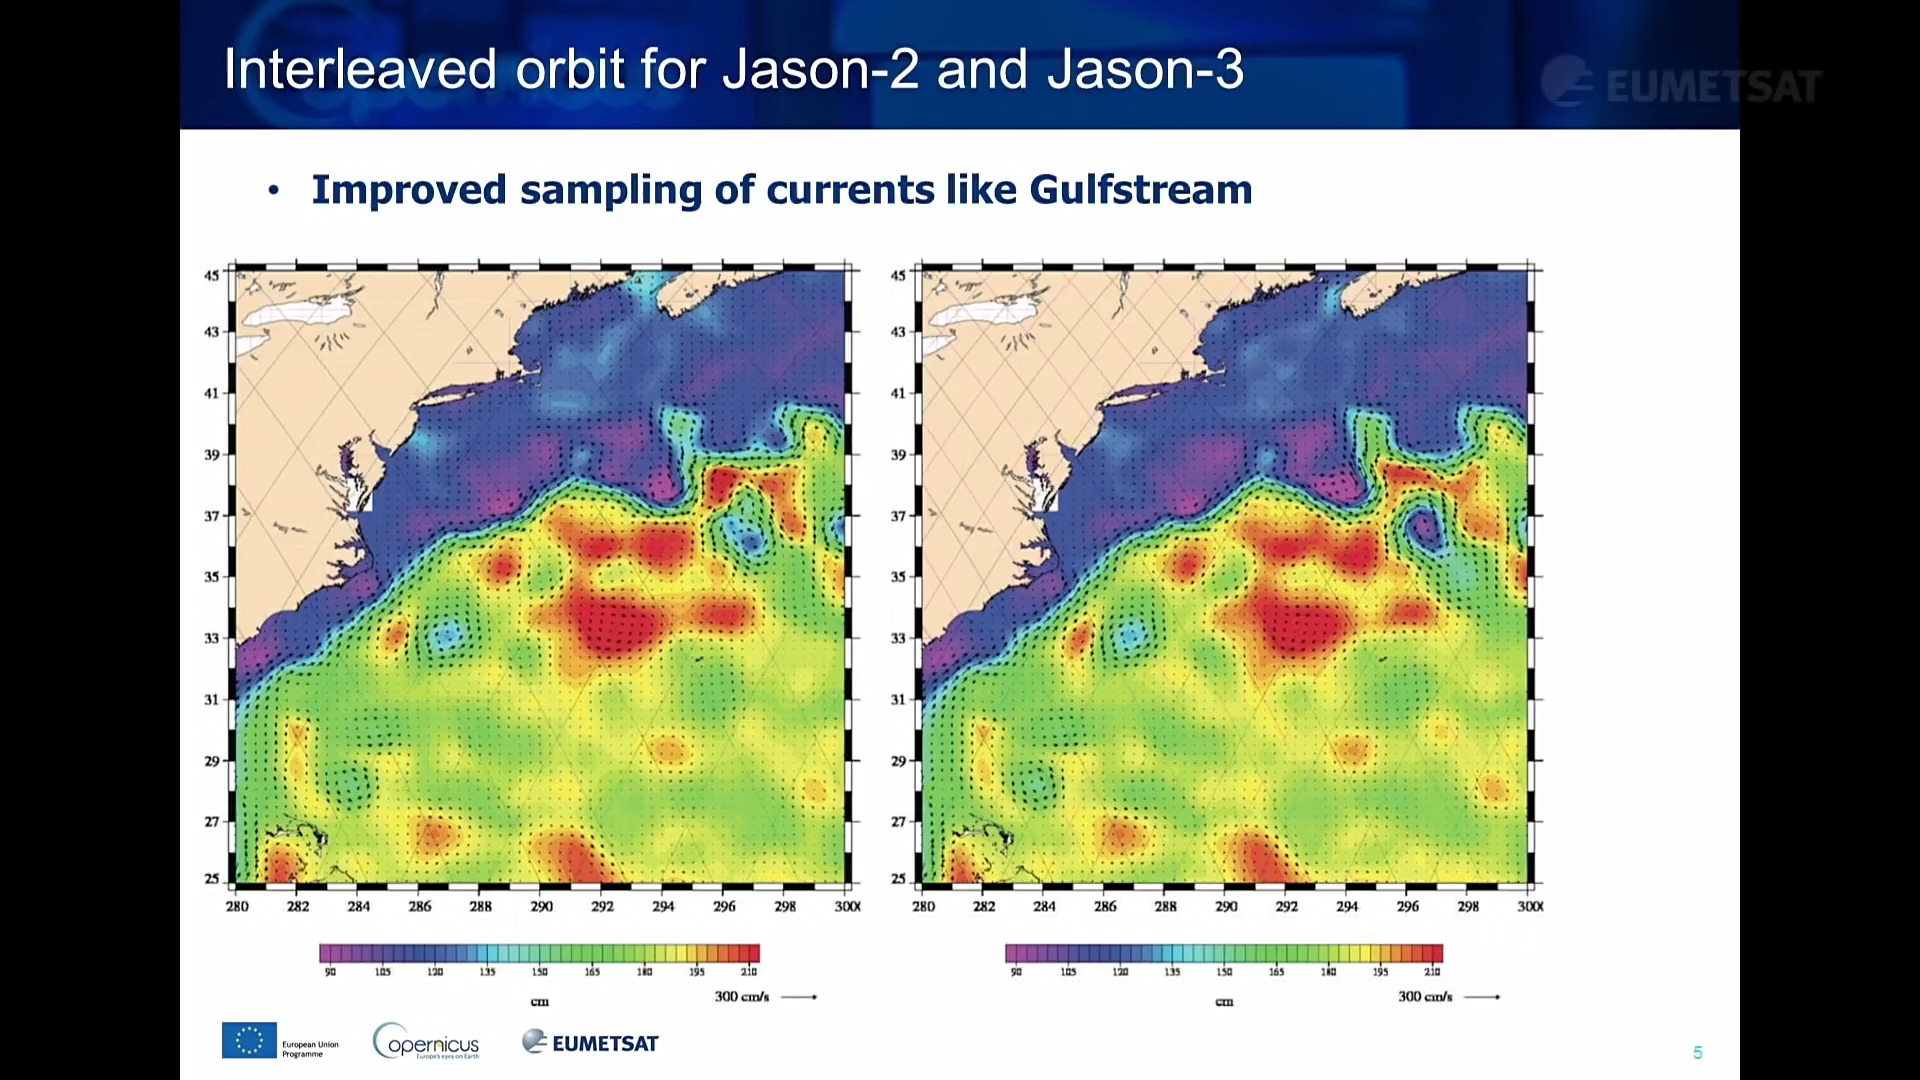 Interleaved orbit for Jason-2 and Jason-3
EUMETSAT
• Improved sampling of currents like Gulfstream
45
43
41
39
37
35
33
31
29
27
25
280 282 284 286 288 290 292 294 296 298 300
90 105 120 135 150 165 180 195 210
cm
300 cm/s
45
43
41
39
37
35
33
31
29
27
25
280 282 284 286 288 290 292 294 296 298 300
90 105 120 135 150 165 180 195 210
cm
300 cm/s
European Union
Programme
opernicus
Europe's eyes on Earth
EUMETSAT
5